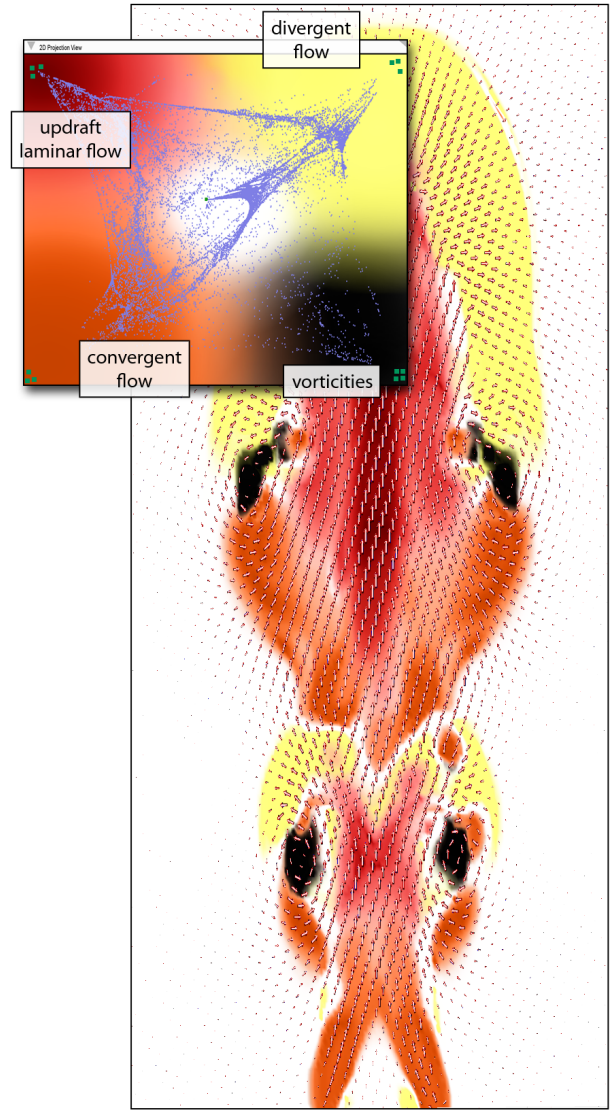 divergent
flow
2D Projection View
updraft
laminar flow
convergent
flow
vorticities